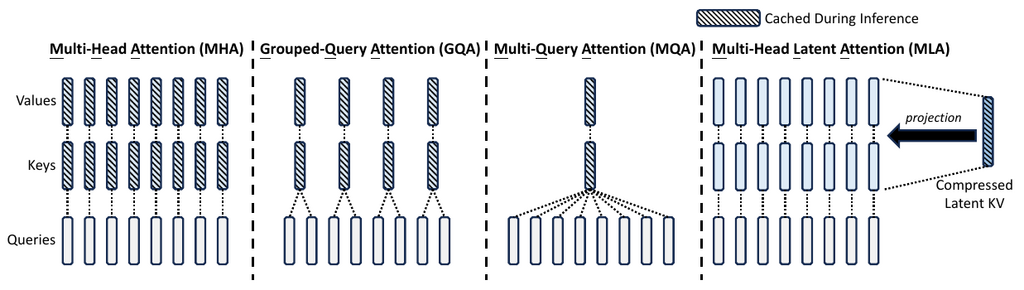 Cached During Inference
Multi-Head Attention (MHA)
Grouped-Query Attention (GQA)
Multi-Query Attention (MQA)
Multi-Head Latent Attention (MLA)
Values
Keys
Queries
projection
Compressed
Latent KV